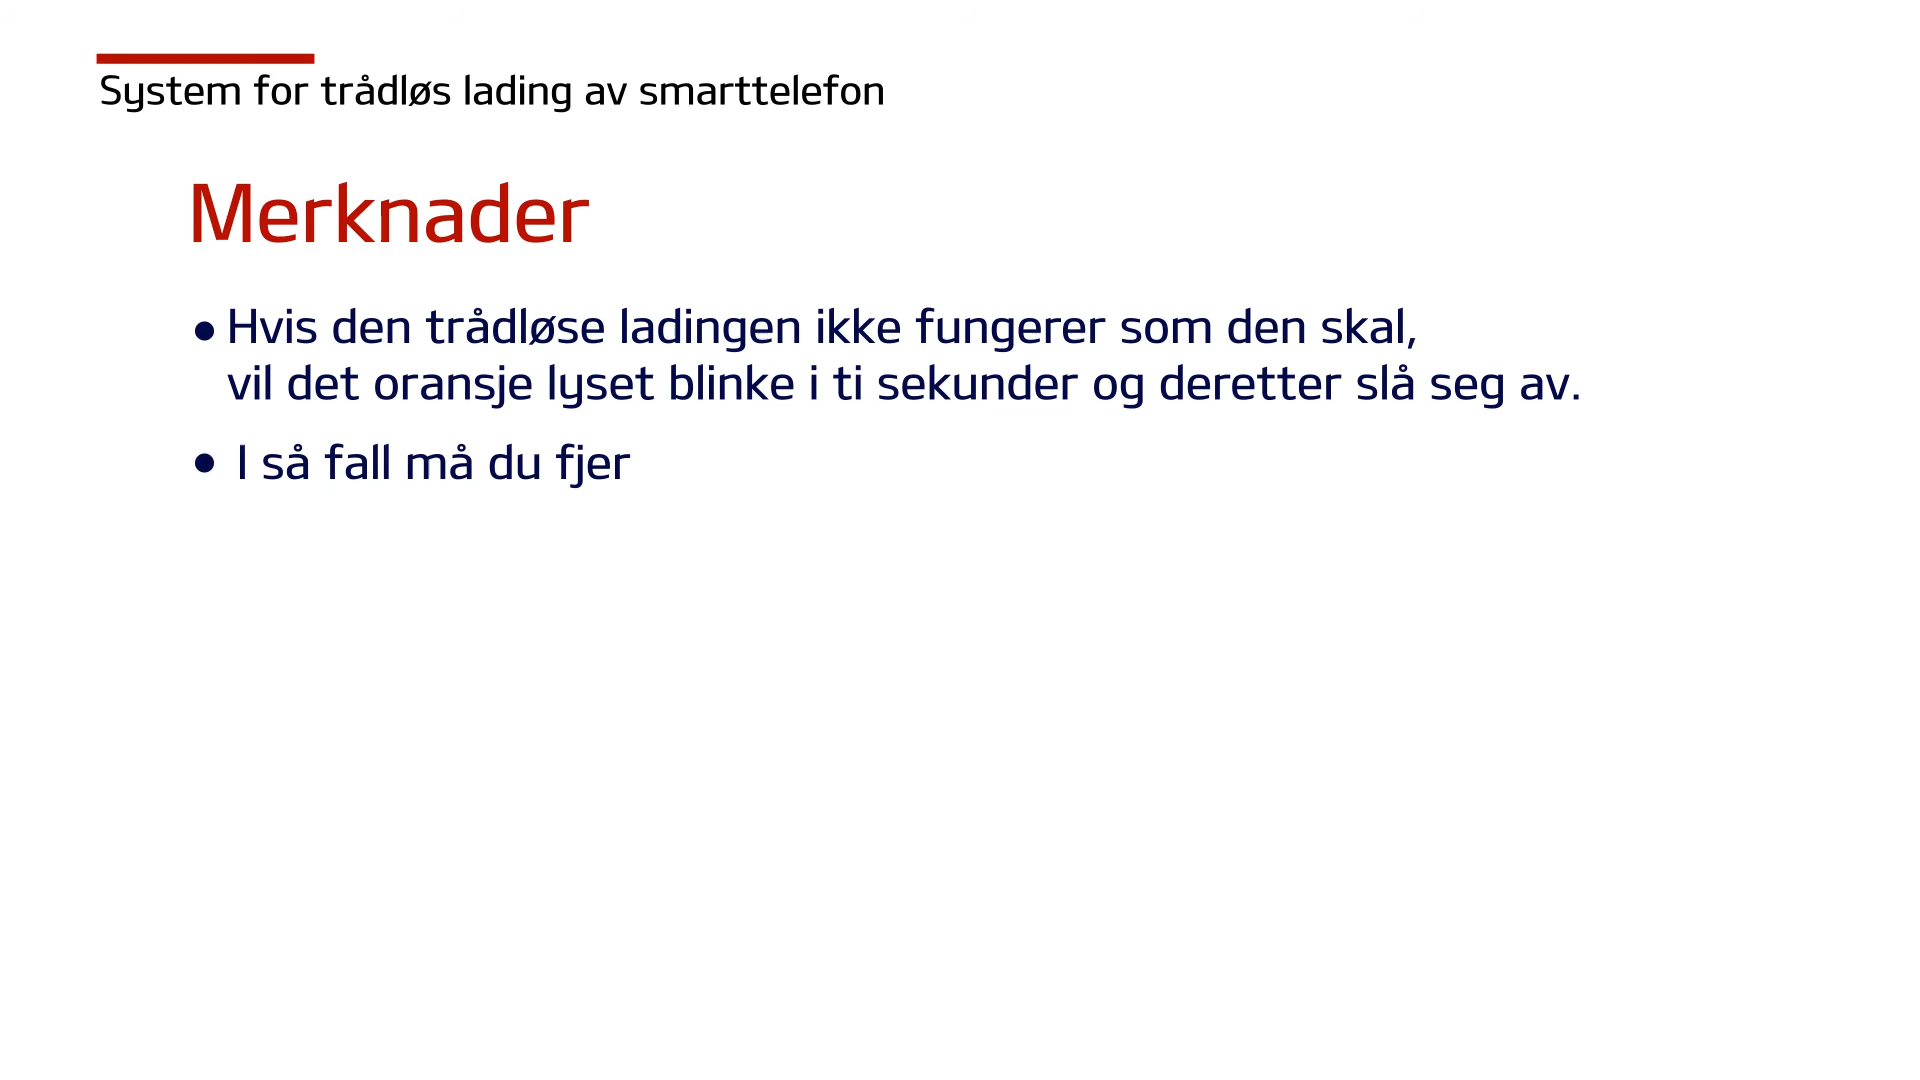 System for trådløs lading av smarttelefon
Merknader
• Hvis den trådløse ladingen ikke fungerer som den skal,
vil det oransje lyset blinke i ti sekunder og deretter slå seg av.
• I så fall må du fjer